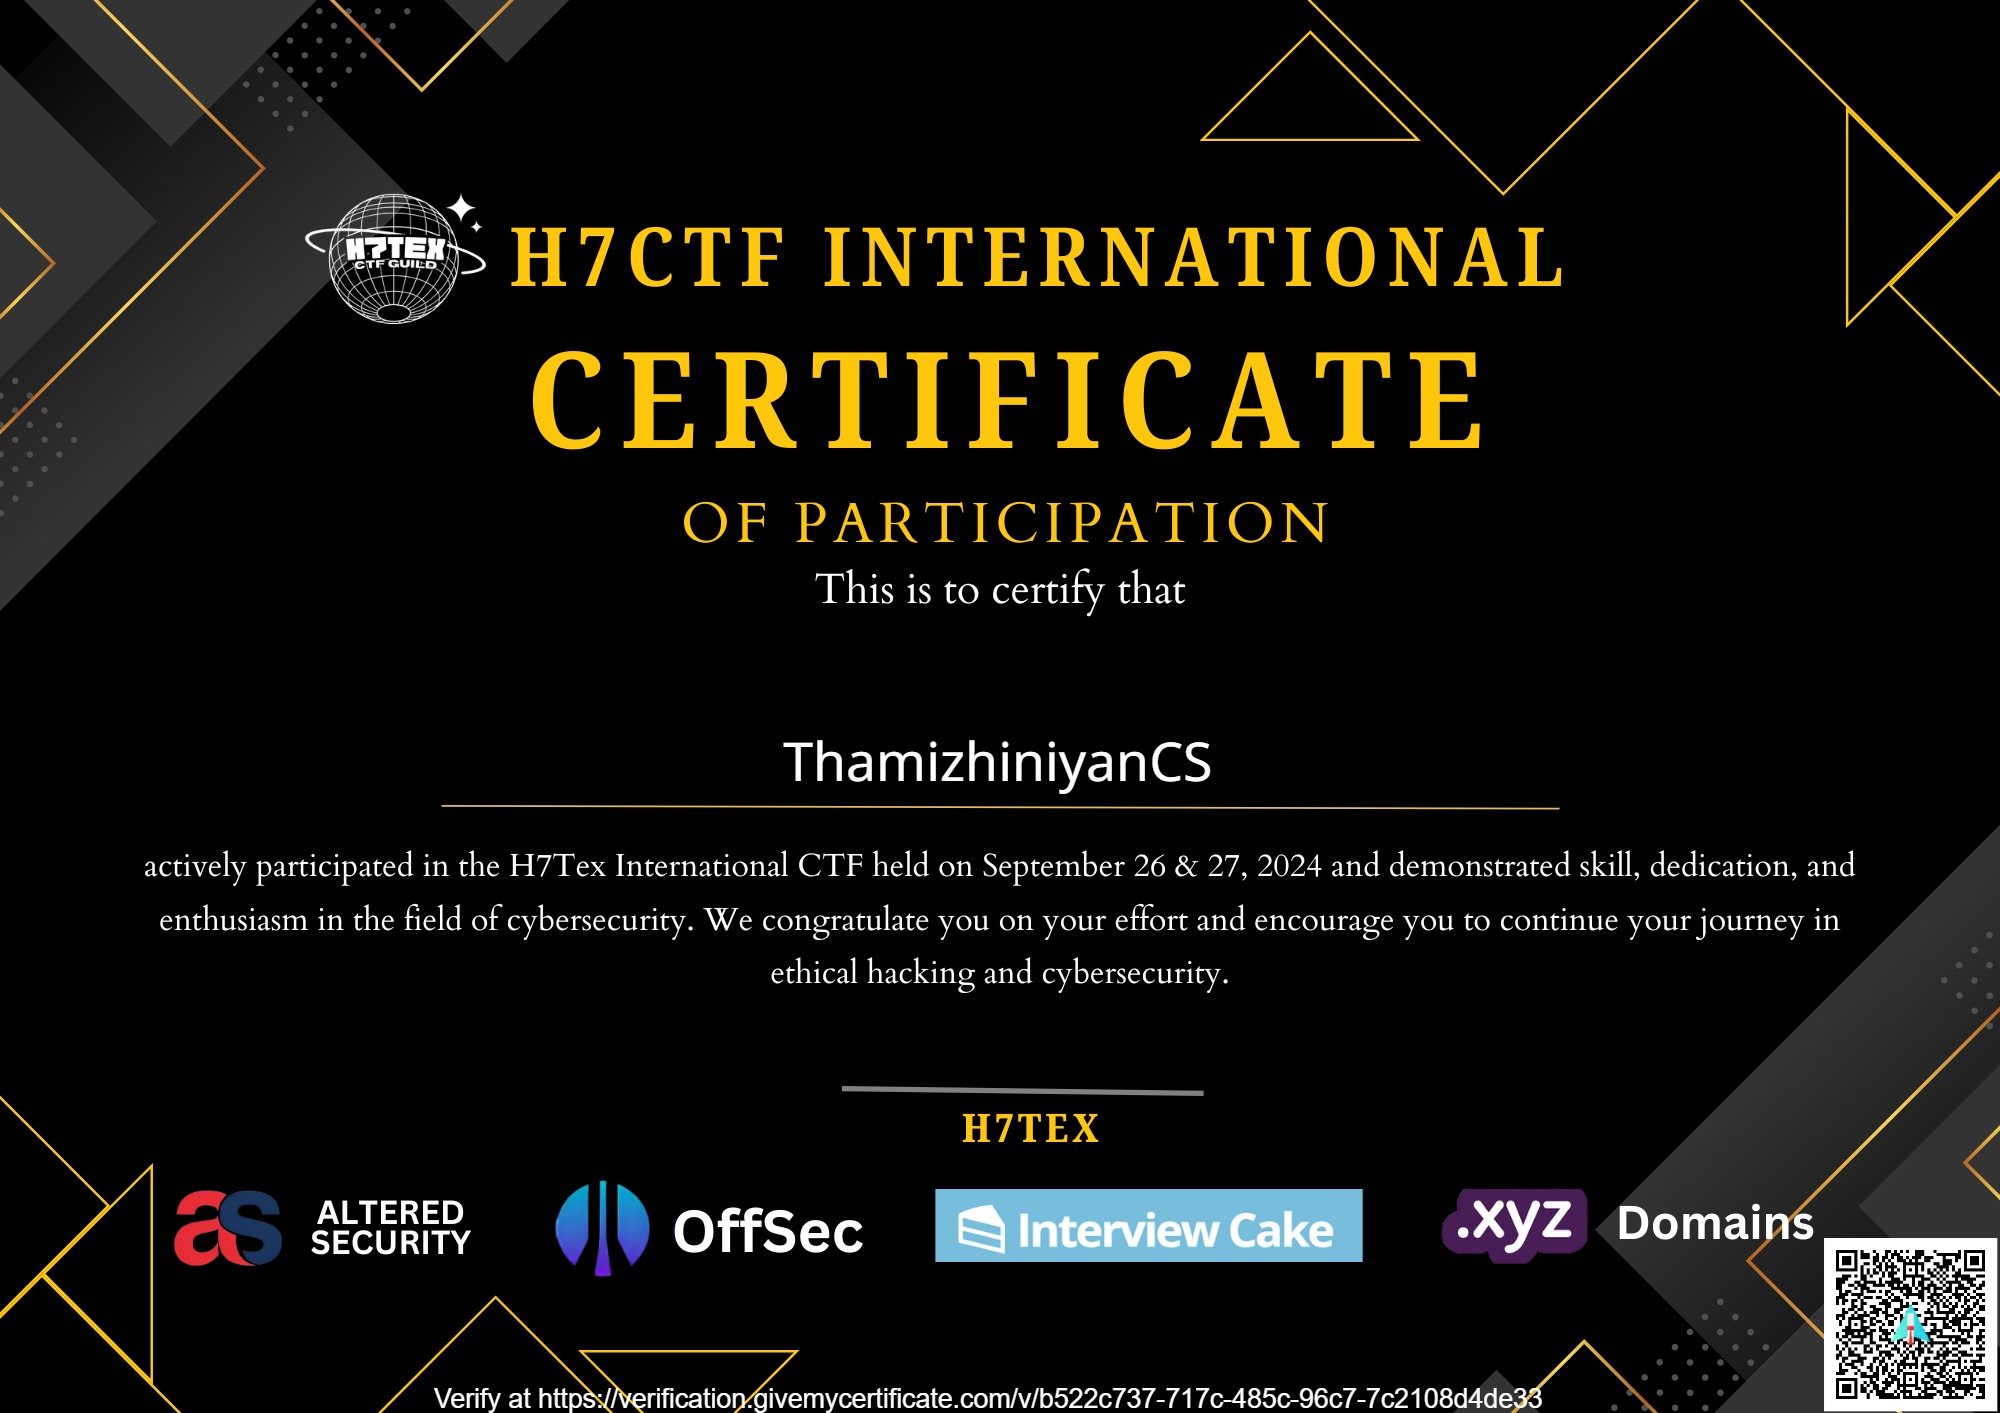 H7TEX
CTF GUILD
H7CTF INTERNATIONAL
CERTIFICATE
OF PARTICIPATION
This is to certify that
ThamizhiniyanCS
actively participated in the H7Tex International CTF held on September 26 & 27, 2024 and demonstrated skill, dedication, and
enthusiasm in the field of cybersecurity. We congratulate you on your effort and encourage you to continue your journey in
ethical hacking and cybersecurity.
H7TEX
as ALTERED
SECURITY
OffSec
Interview Cake
.xyz Domains
Verify at https://verification.givemycertificate.com/v/b522c737-717c-485c-96c7-7c2108d4de33